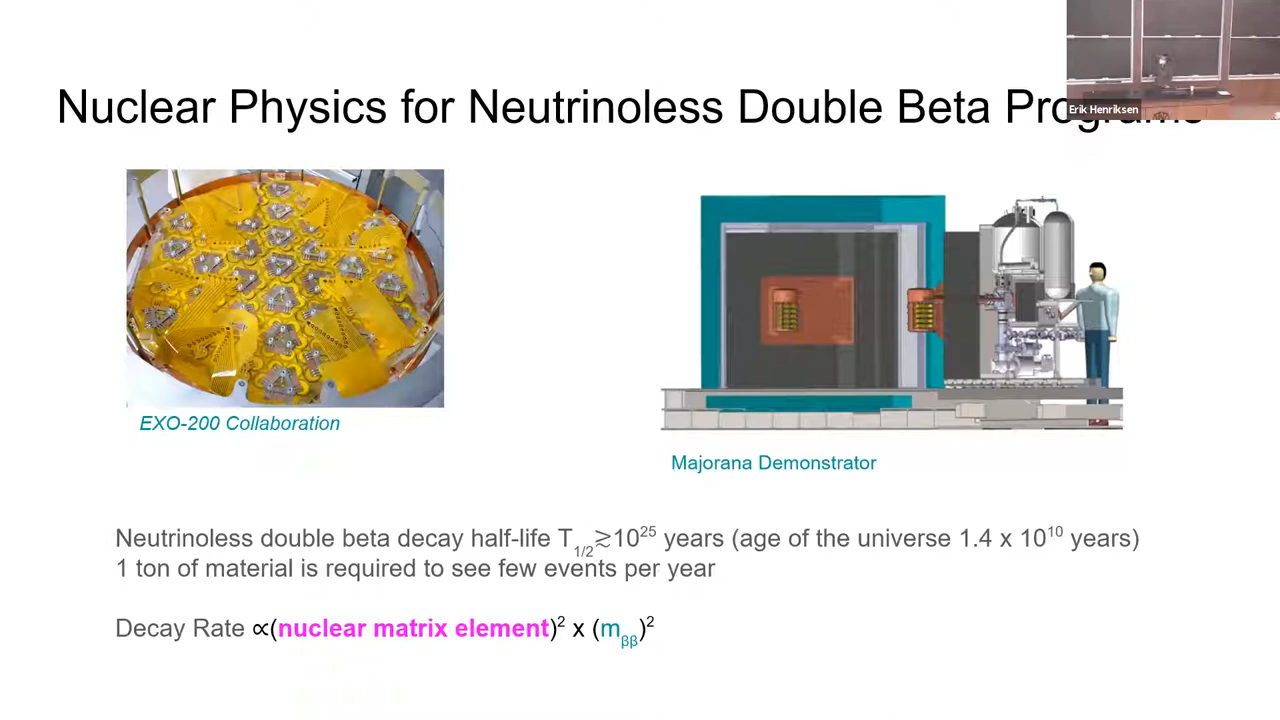 Nuclear Physics for Neutrinoless Double Beta Programs
Erik Henriksen
EXO-200 Collaboration
Majorana Demonstrator
Neutrinoless double beta decay half-life T1/2≳10^25 years (age of the universe 1.4 x 10^10 years)
1 ton of material is required to see few events per year
Decay Rate ∝(nuclear matrix element)^2 x (mββ)^2